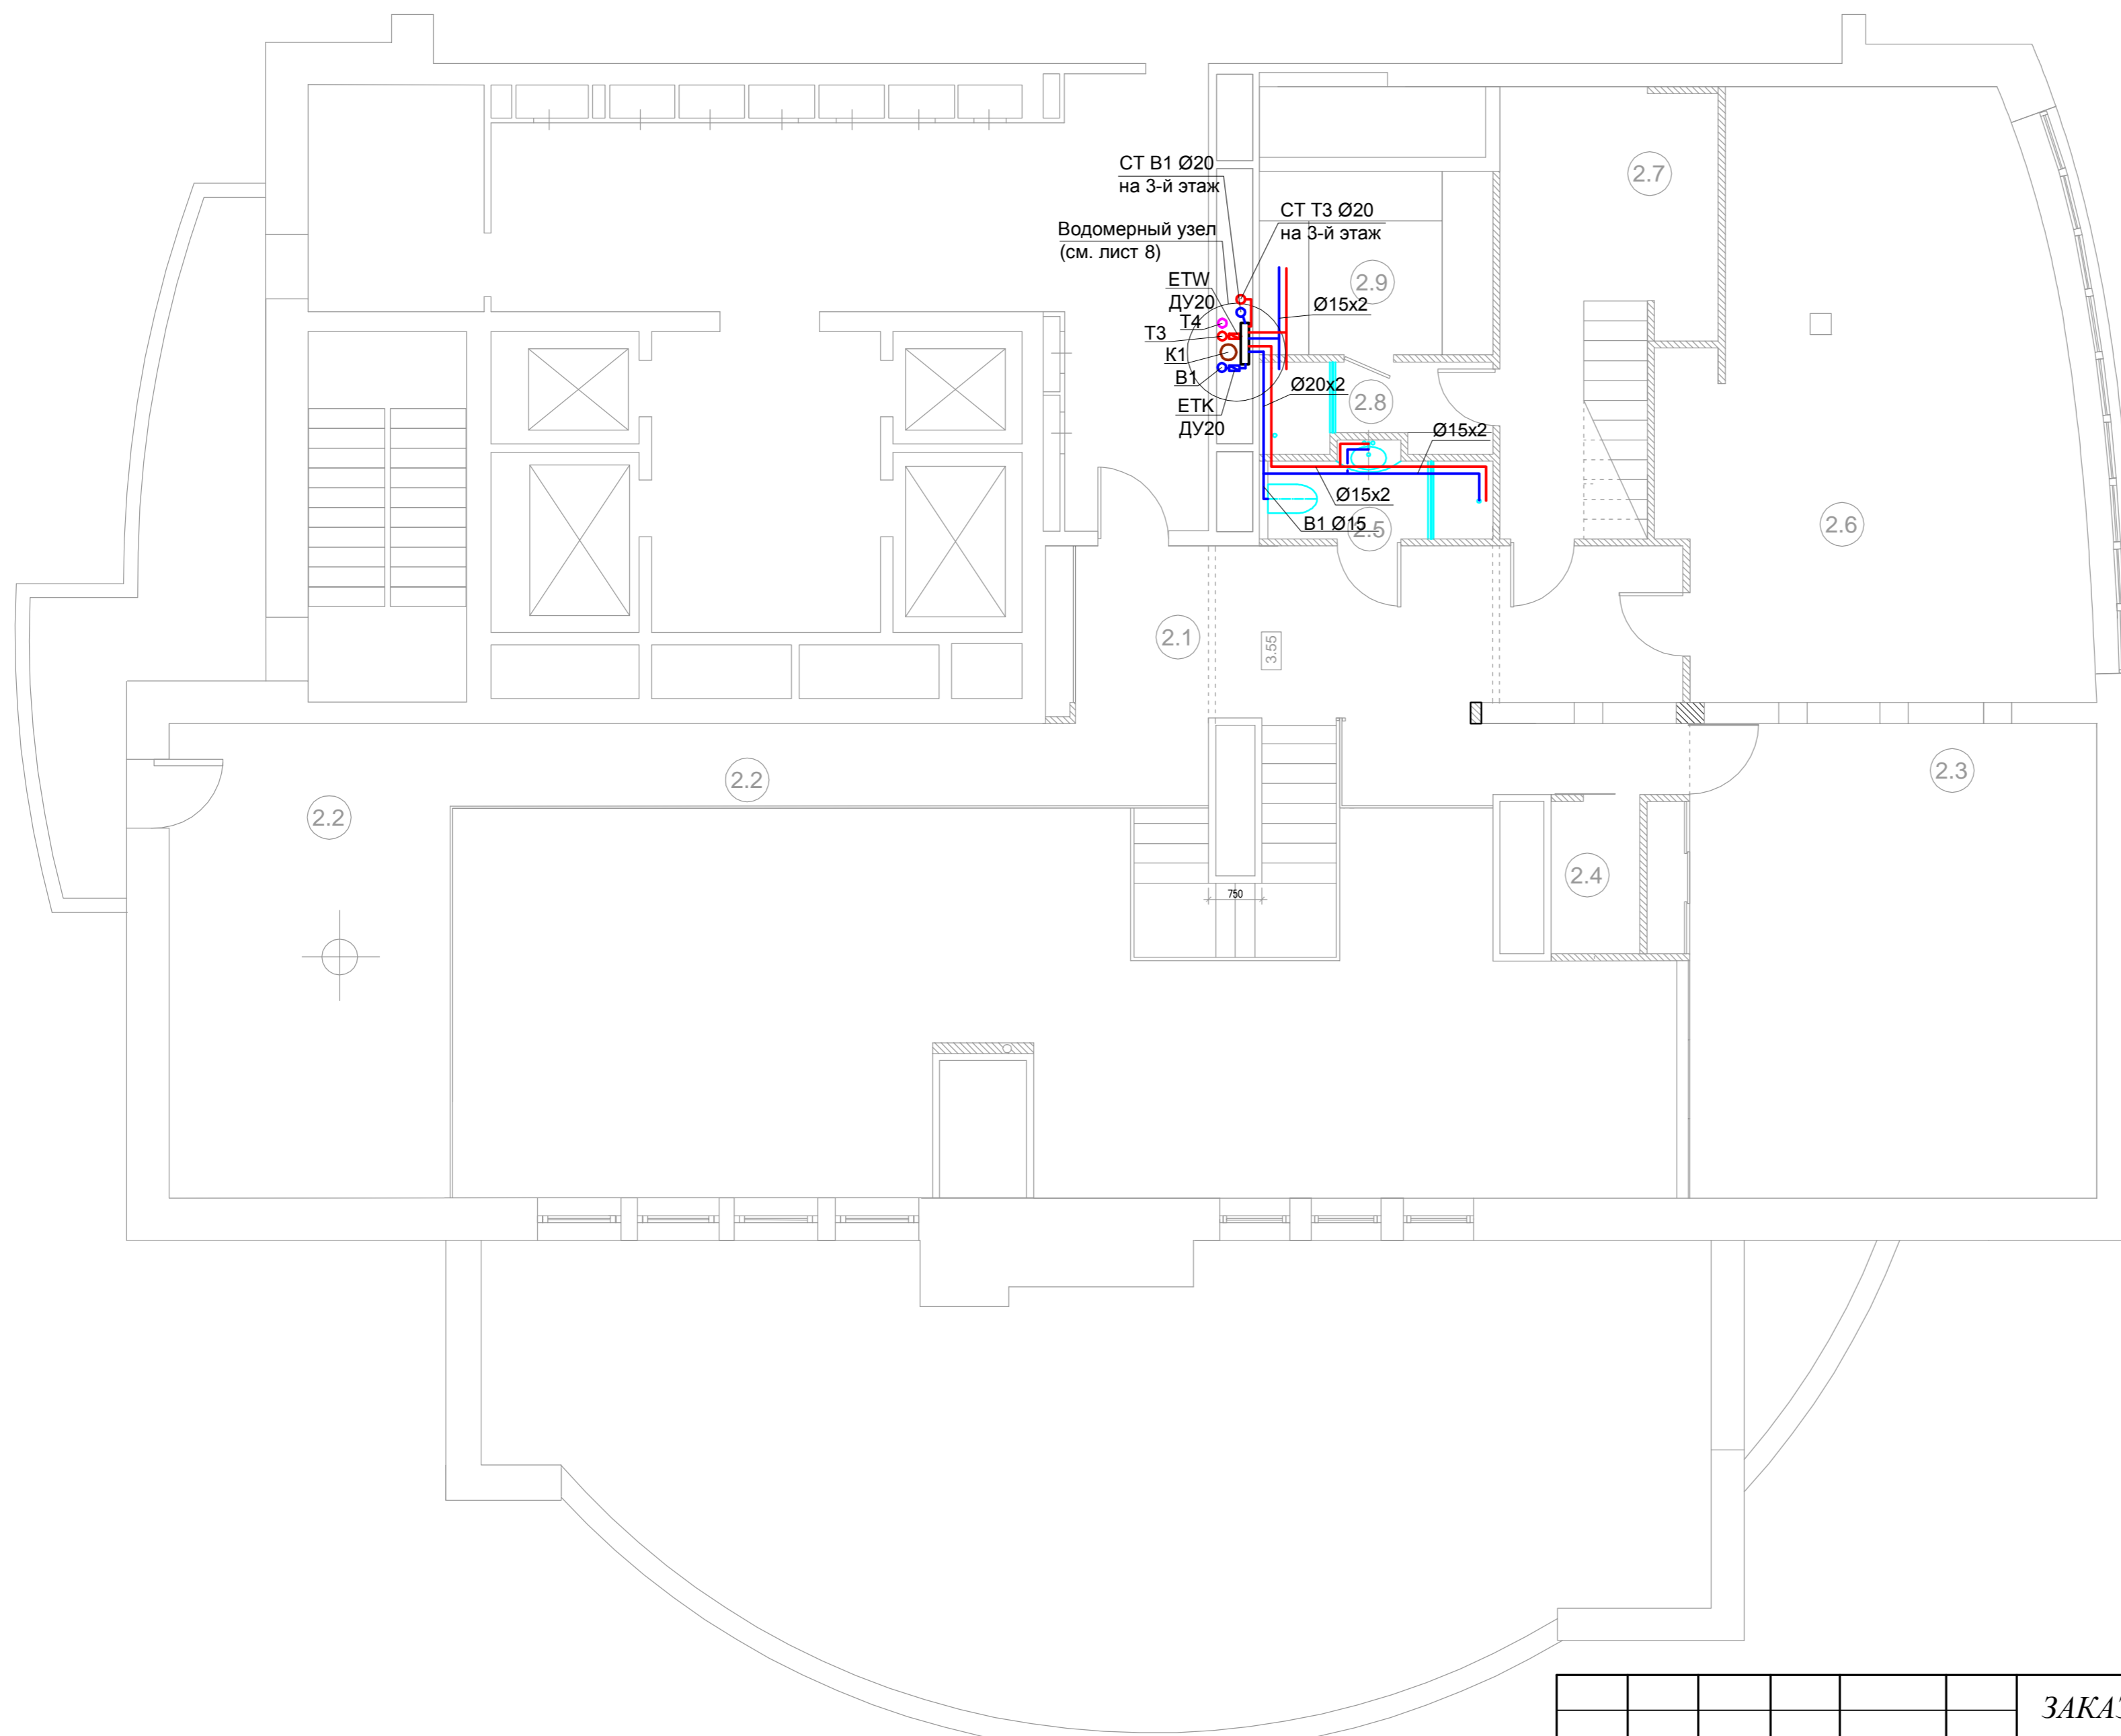 СТ В1 Ø20
на 3-й этаж
2.7
СТ Т3 Ø20
на 3-й этаж
Водомерный узел
(см. лист 8)
ETW
ДУ20
2.9
Ø15x2
Т4
Т3
К1
В1
Ø20x2
2.8
ETK
ДУ20
Ø15x2
Ø15x2
В1 Ø15
2.5
2.6
2.1
3.55
2.2
2.3
2.2
2.4
750